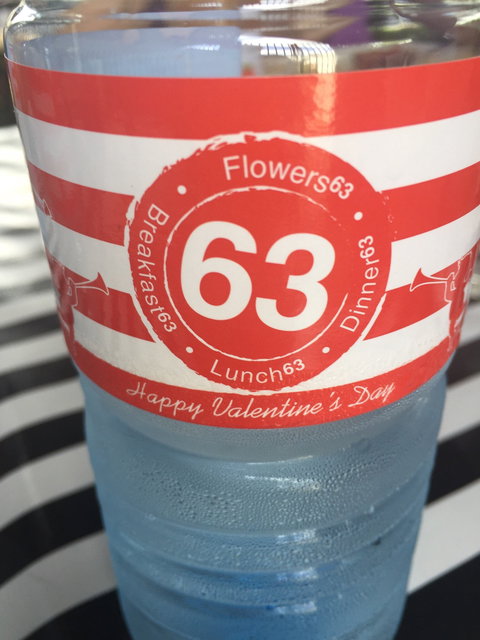 Flowers63
Breakfast63
63
Dinner63
Lunch63
Happy Valentine's Day